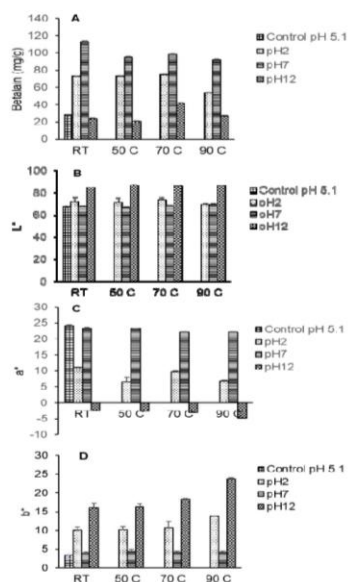 A
Betalain (mg/g)
140
120
100
80
60
40
20
0
RT 50 C 70 C 90 C
Control pH 5.1
pH2
pH7
pH12
B
L*
100
80
60
40
20
0
RT 50 C 70 C 90 C
Control pH 5.1
pH2
pH7
pH12
C
a*
30
25
20
15
10
5
0
-5
-10
RT 50 C 70 C 90 C
Control pH 5 1
pH2
pH7
pH12
D
b*
30
25
20
15
10
5
0
RT 50 C 70 C 90 C
Control pH 5 1
pH2
pH7
pH12